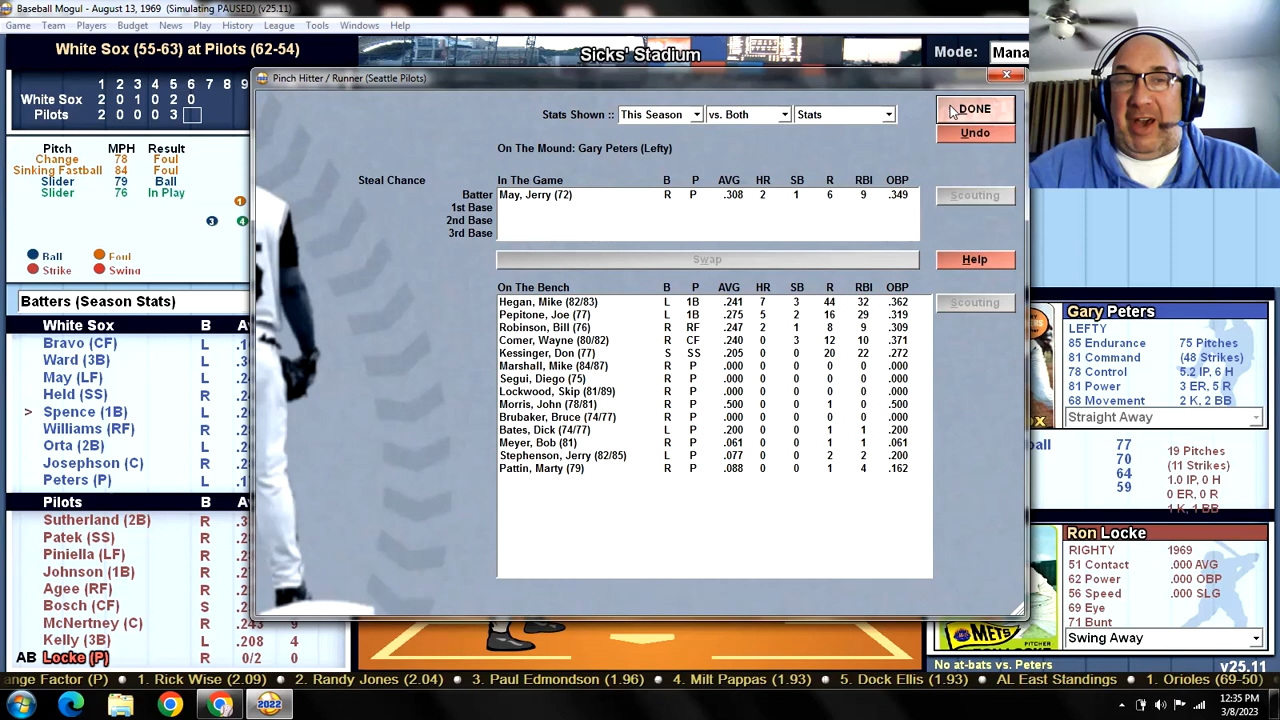 Baseball Mogul - August 13, 1969 (Simulating PAUSED) (v25.11)
Game Team Players Budget News Play History League Tools Windows Help
White Sox (55-63) at Pilots (62-54)
Sicks' Stadium
Mode: Mana
1 2 3 4 5 6 7 8 9
White Sox 2 0 1 0 2 0
Pilots 2 0 0 0 3
Pitch MPH Result
Change 78 Foul
Sinking Fastball 84 Foul
Slider 79 Ball
Slider 76 In Play
1
3 4
Ball Foul
Strike Swing
Batters (Season Stats)
White Sox B A
Bravo (CF) L
Ward (3B) L
May (LF) L
Held (SS) R
> Spence (1B) L
Williams (RF) R
Orta (2B) L
Josephson (C) R
Peters (P) L
Pilots B Av
Sutherland (2B) R
Patek (SS) R
Piniella (LF) R
Johnson (1B) R
Agee (RF) R
Bosch (CF) S
McNertney (C) R .243 9
Kelly (3B) L .208 4
AB Locke (P) R 0/2 0
Pinch Hitter / Runner (Seattle Pilots)
Stats Shown :: This Season vs. Both Stats
DONE
Undo
On The Mound: Gary Peters (Lefty)
Steal Chance In The Game B P AVG HR SB R RBI OBP
Batter May, Jerry (72) R P .308 2 1 6 9 .349
1st Base
2nd Base
3rd Base
Scouting
Swap
Help
On The Bench B P AVG HR SB R RBI OBP
Scouting
Hegan, Mike (82/83) L 1B .241 7 3 44 32 .362
Pepitone, Joe (77) L 1B .275 5 2 16 29 .319
Robinson, Bill (76) R RF .247 2 1 8 9 .309
Comer, Wayne (80/82) R CF .240 0 3 12 10 .371
Kessinger, Don (77) S SS .205 0 0 20 22 .272
Marshall, Mike (84/87) R P .000 0 0 0 0 .000
Segui, Diego (75) R P .000 0 0 0 0 .000
Lockwood, Skip (81/89) R P .000 0 0 0 0 .000
Morris, John (78/81) R P .500 0 0 1 0 .500
Brubaker, Bruce (74/77) R P .000 0 0 0 0 .000
Bates, Dick (74/77) L P .200 0 0 1 1 .200
Meyer, Bob (81) R P .061 0 0 1 1 .061
Stephenson, Jerry (82/85) L P .077 0 0 2 2 .200
Pattin, Marty (79) R P .088 0 0 1 4 .162
Gary Peters
LEFTY
85 Endurance 75 Pitches
81 Command (48 Strikes)
78 Control 5.2 IP, 6 H
81 Power 3 ER, 5 R
68 Movement 2 K, 2 BB
Straight Away
ball 77
70
64
59
19 Pitches
(11 Strikes)
1.0 IP, 0 H
0 ER, 0 R
1 K, 1 BB
Ron Locke
RIGHTY 1969
51 Contact .000 AVG
62 Power .000 OBP
56 Speed .000 SLG
69 Eye
71 Bunt
Swing Away
METS
No at-bats vs. Peters
v25.11
ange Factor (P) 1. Rick Wise (2.09) 2. Randy Jones (2.04) 3. Paul Edmondson (1.96) 4. Milt Pappas (1.93) 5. Dock Ellis (1.93) AL East Standings 1. Orioles (69-50)
2022
12:35 PM
3/8/2023